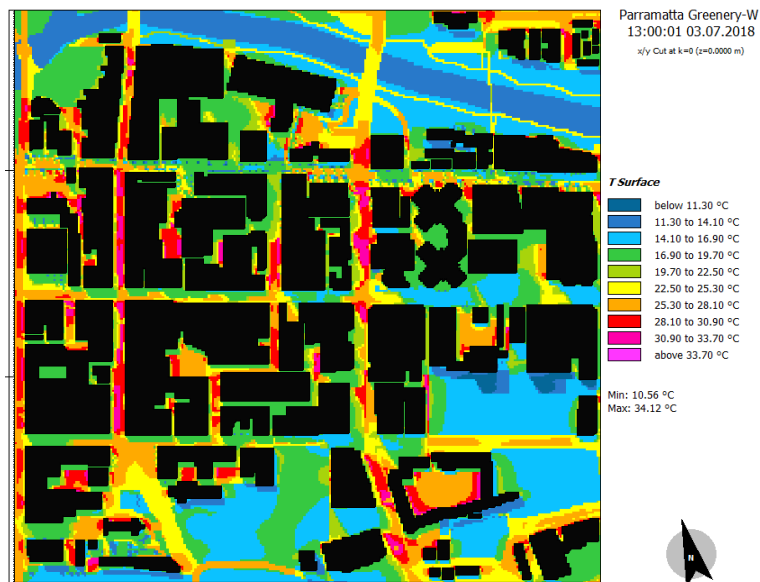 Parramatta Greenery-W
13:00:01 03.07.2018
x/y Cut at k=0 (z=0.0000 m)
T Surface
below 11.30 °C
11.30 to 14.10 °C
14.10 to 16.90 °C
16.90 to 19.70 °C
19.70 to 22.50 °C
22.50 to 25.30 °C
25.30 to 28.10 °C
28.10 to 30.90 °C
30.90 to 33.70 °C
above 33.70 °C
Min: 10.56 °C
Max: 34.12 °C
N